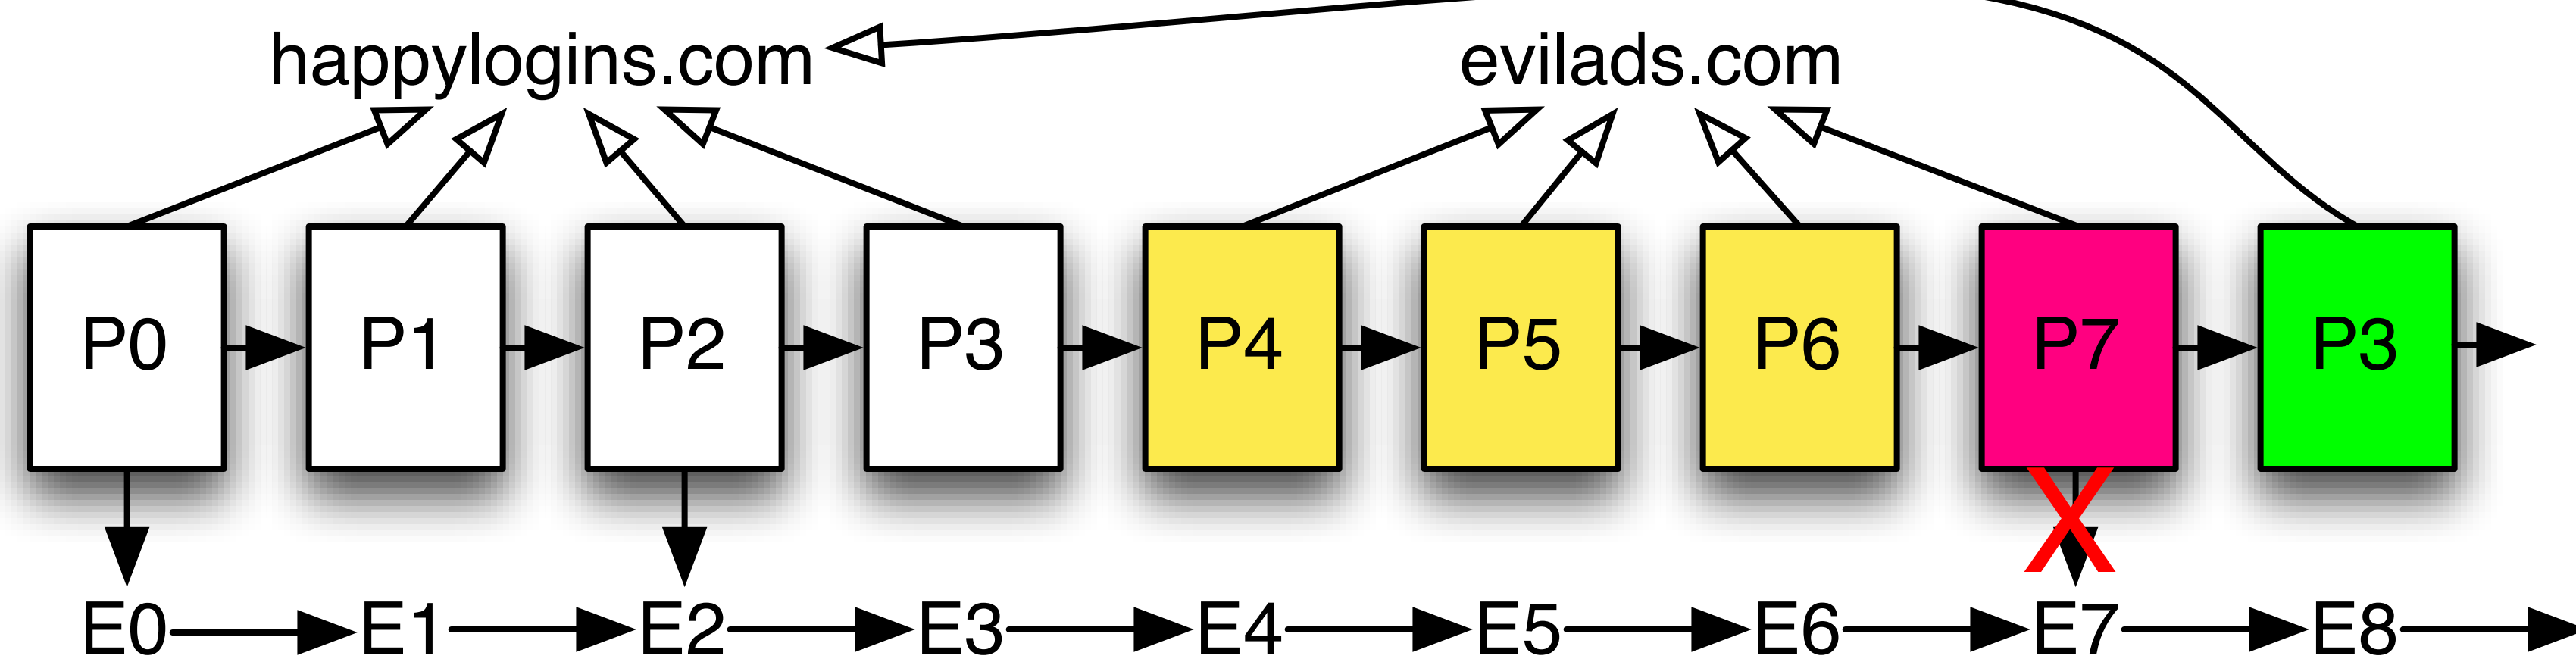 happylogins.com evilads.com
P0 P1 P2 P3 P4 P5 P6 P7 P3
X
E0 E1 E2 E3 E4 E5 E6 E7 E8